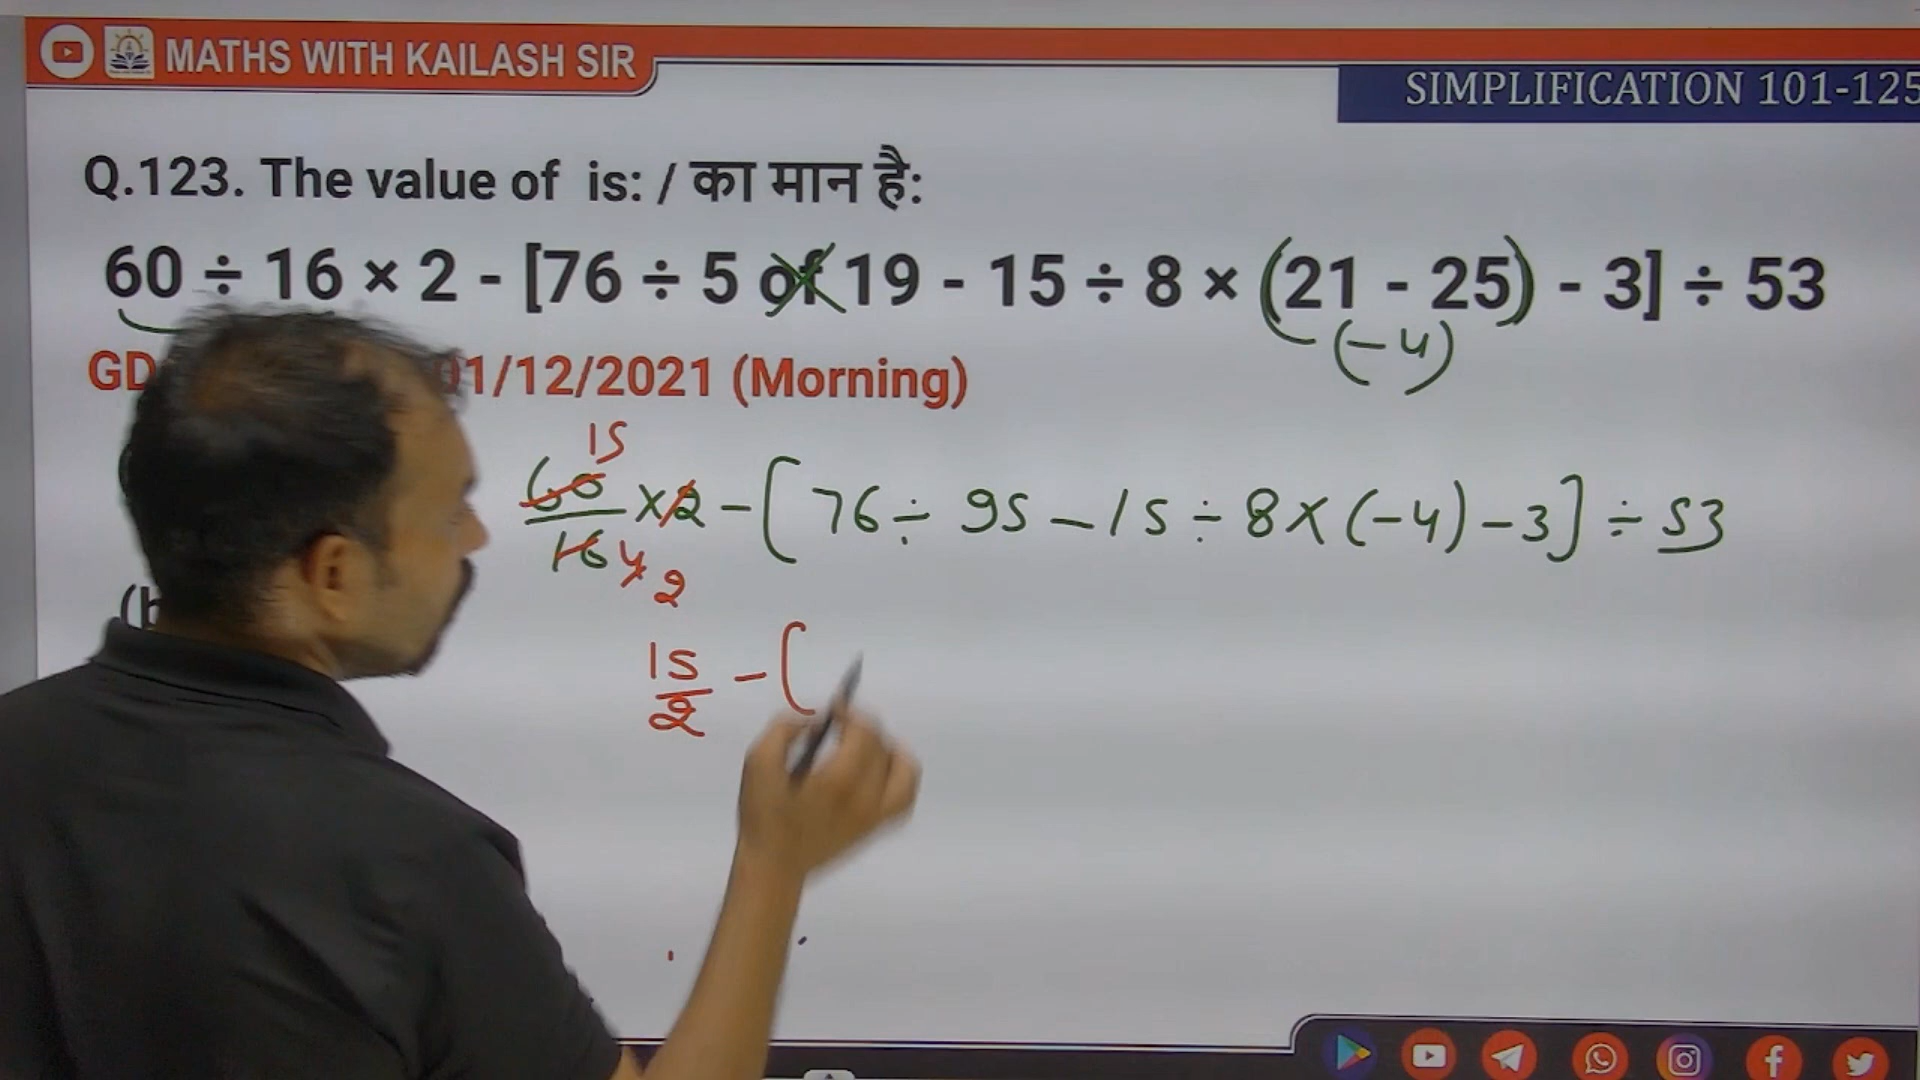 MATHS WITH KAILASH SIR
SIMPLIFICATION 101-125
Q.123. The value of is: / का मान है:
60 ÷ 16 × 2 - [76 ÷ 5 of 19 - 15 ÷ 8 × (21 - 25) - 3] ÷ 53
(-4)
GD 01/12/2021 (Morning)
15
60/16 × 2 - [76 ÷ 95 - 15 ÷ 8 × (-4) - 3] ÷ 53
4
2
15/2 - [
(b